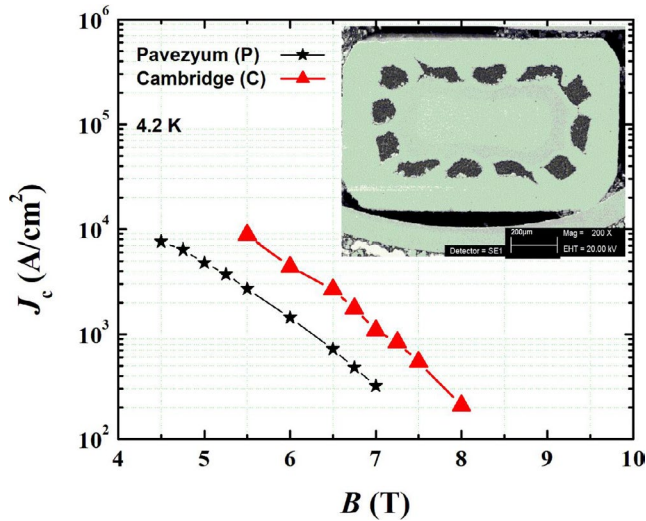 10^6
10^5
10^4
10^3
10^2
J_c (A/cm^2)
Pavezyum (P)
Cambridge (C)
4.2 K
Detector = SE1
200µm
Mag = 200 X
EHT = 20.00 kV
4 5 6 7 8 9 10
B (T)